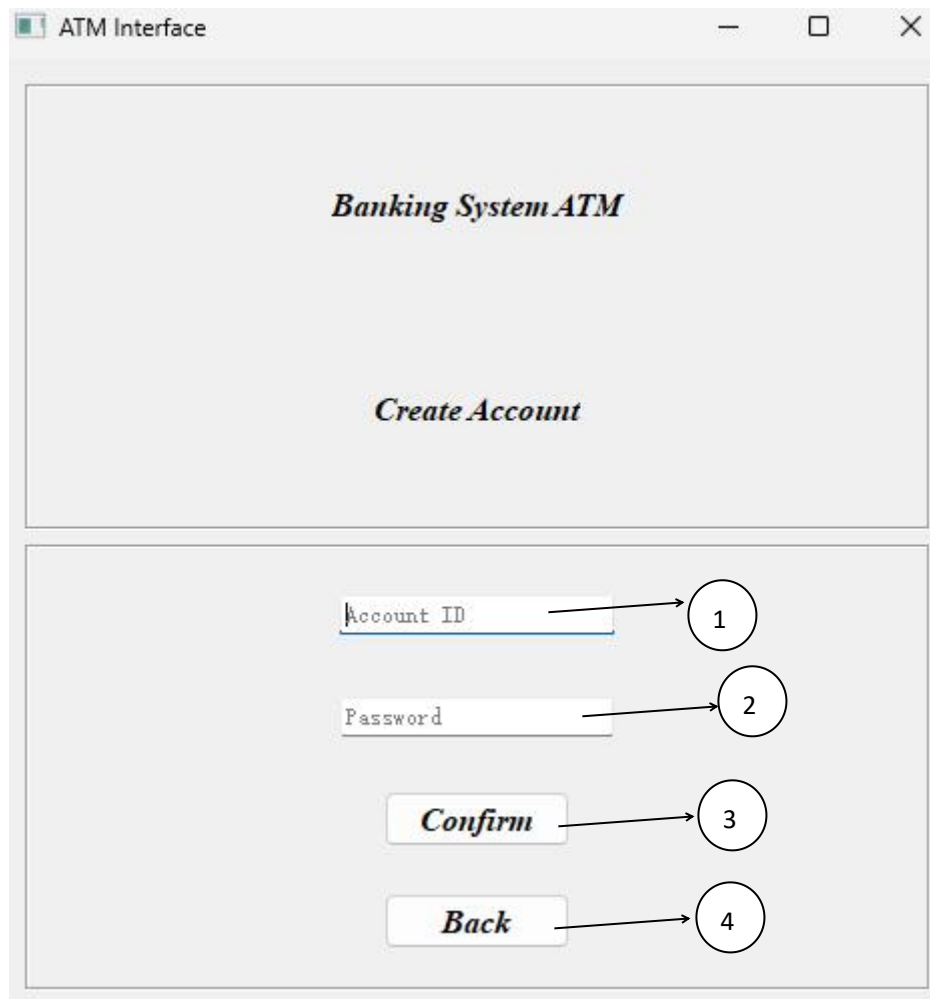 ATM Interface
Banking System ATM
Create Account
Account ID
1
Password
2
Confirm
3
Back
4